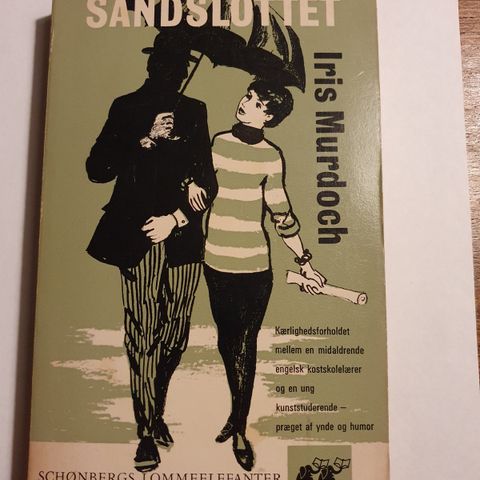 SANDSLOTTET
Iris Murdoch
Kærlighedsforholdet
mellem en midaldrende
engelsk kostskolelærer
og en ung
kunststuderende –
præget af ynde og humor
SCHØNBERGS LOMMEELEFANTER